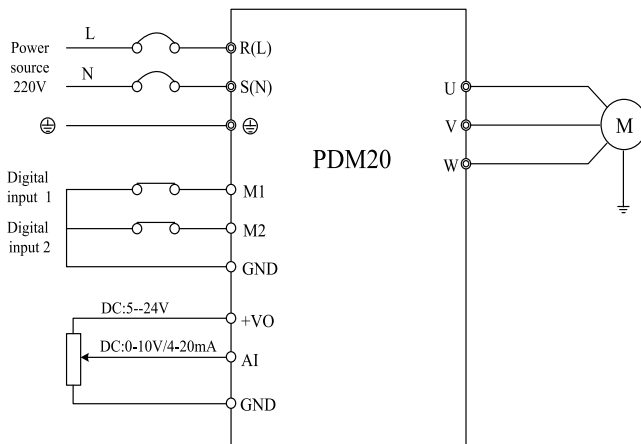 L
R(L)
Power
source
220V
N
S(N)
U
V
M
W
PDM20
Digital
input 1
M1
Digital
input 2
M2
GND
DC:5--24V
+VO
DC:0-10V/4-20mA
AI
GND